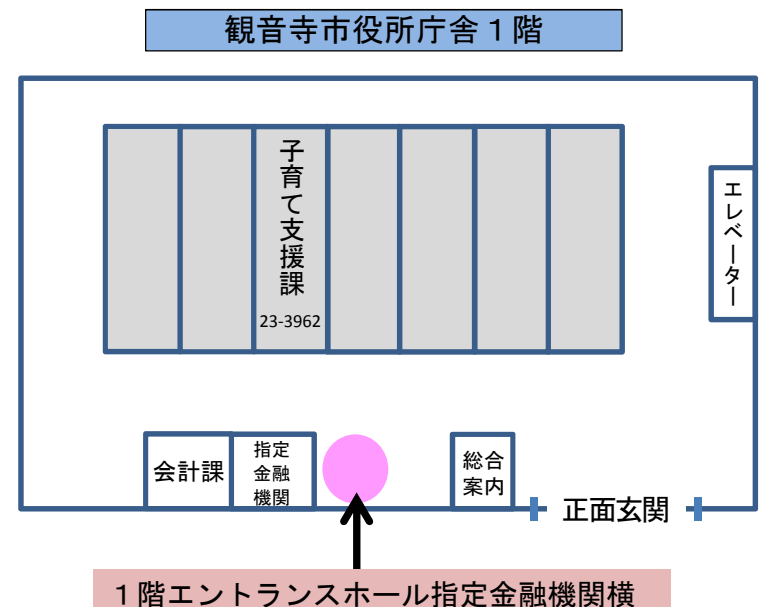 観音寺市役所庁舎１階
子育て支援課
23-3962
エレベーター
会計課
指定
金融
機関
総合
案内
正面玄関
１階エントランスホール指定金融機関横